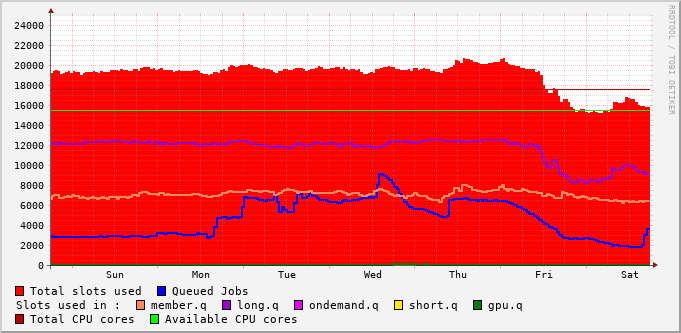 24000
22000
20000
18000
16000
14000
12000
10000
8000
6000
4000
2000
0
Sun Mon Tue Wed Thu Fri Sat
Total slots used Queued Jobs
Slots used in : member.q long.q ondemand.q short.q gpu.q
Total CPU cores Available CPU cores
RRDTOOL / TOBI OETIKER